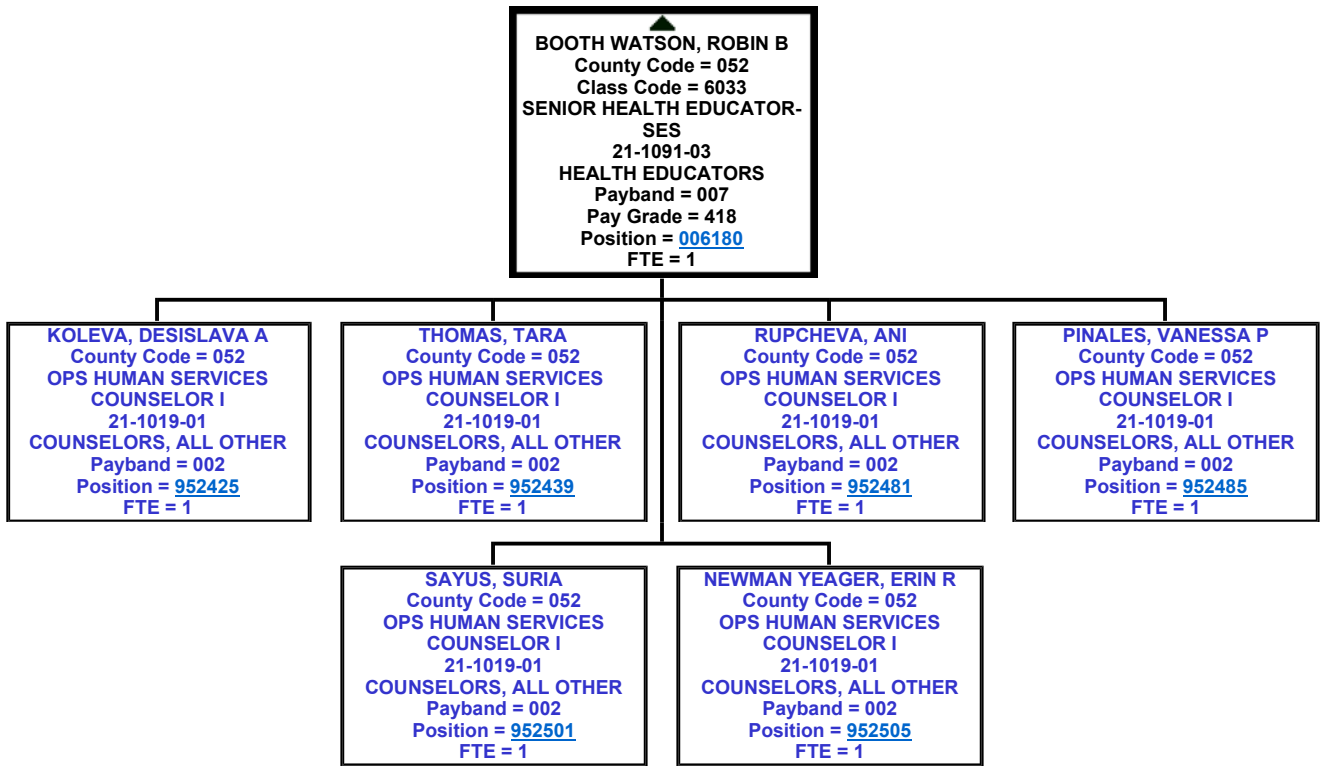 BOOTH WATSON, ROBIN B
County Code = 052
Class Code = 6033
SENIOR HEALTH EDUCATOR-
SES
21-1091-03
HEALTH EDUCATORS
Payband = 007
Pay Grade = 418
Position = 006180
FTE = 1
KOLEVA, DESISLAVA A
County Code = 052
OPS HUMAN SERVICES
COUNSELOR I
21-1019-01
COUNSELORS, ALL OTHER
Payband = 002
Position = 952425
FTE = 1
THOMAS, TARA
County Code = 052
OPS HUMAN SERVICES
COUNSELOR I
21-1019-01
COUNSELORS, ALL OTHER
Payband = 002
Position = 952439
FTE = 1
RUPCHEVA, ANI
County Code = 052
OPS HUMAN SERVICES
COUNSELOR I
21-1019-01
COUNSELORS, ALL OTHER
Payband = 002
Position = 952481
FTE = 1
PINALES, VANESSA P
County Code = 052
OPS HUMAN SERVICES
COUNSELOR I
21-1019-01
COUNSELORS, ALL OTHER
Payband = 002
Position = 952485
FTE = 1
SAYUS, SURIA
County Code = 052
OPS HUMAN SERVICES
COUNSELOR I
21-1019-01
COUNSELORS, ALL OTHER
Payband = 002
Position = 952501
FTE = 1
NEWMAN YEAGER, ERIN R
County Code = 052
OPS HUMAN SERVICES
COUNSELOR I
21-1019-01
COUNSELORS, ALL OTHER
Payband = 002
Position = 952505
FTE = 1